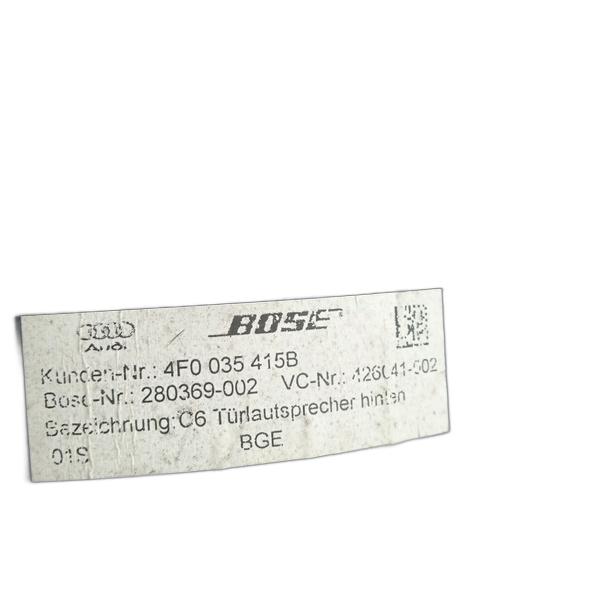 BOSE
Audi
Kunden-Nr.: 4F0 035 415B
Bose-Nr.: 280369-002 VC-Nr.: 426041-002
Bezeichnung:C6 Türlautsprecher hinten
01S BGE